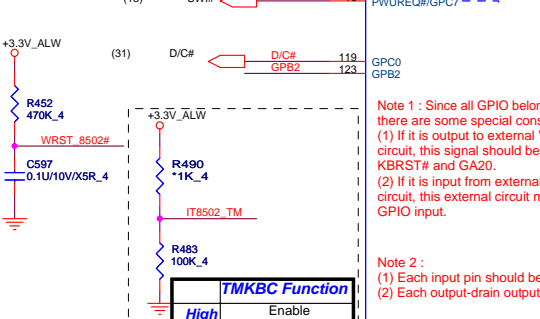 PWUREQ#/GPC7
+3.3V_ALW
(31) D/C# D/C# 119 GPC0
GPB2 123 GPB2
R452
470K_4
+3.3V_ALW
WRST_8502#
C597
0.1U/10V/X5R_4
R490
*1K_4
IT8502_TM
R483
100K_4
TMKBC Function
High Enable
Note 1 : Since all GPIO belon
there are some special cons
(1) If it is output to external
circuit, this signal should be
KBRST# and GA20.
(2) If it is input from externa
circuit, this external circuit m
GPIO input.
Note 2 :
(1) Each input pin should be
(2) Each output-drain output